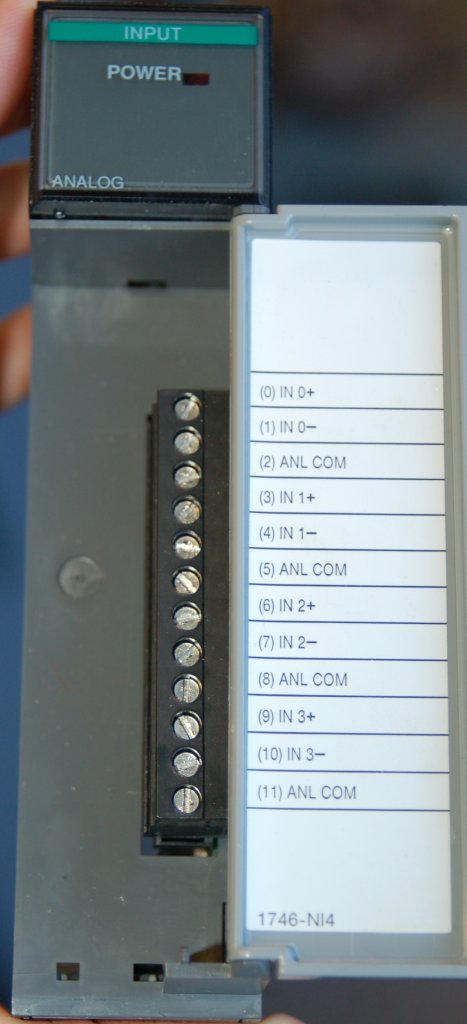 INPUT
POWER
ANALOG
(0) IN 0+
(1) IN 0–
(2) ANL COM
(3) IN 1+
(4) IN 1–
(5) ANL COM
(6) IN 2+
(7) IN 2–
(8) ANL COM
(9) IN 3+
(10) IN 3–
(11) ANL COM
1746-NI4